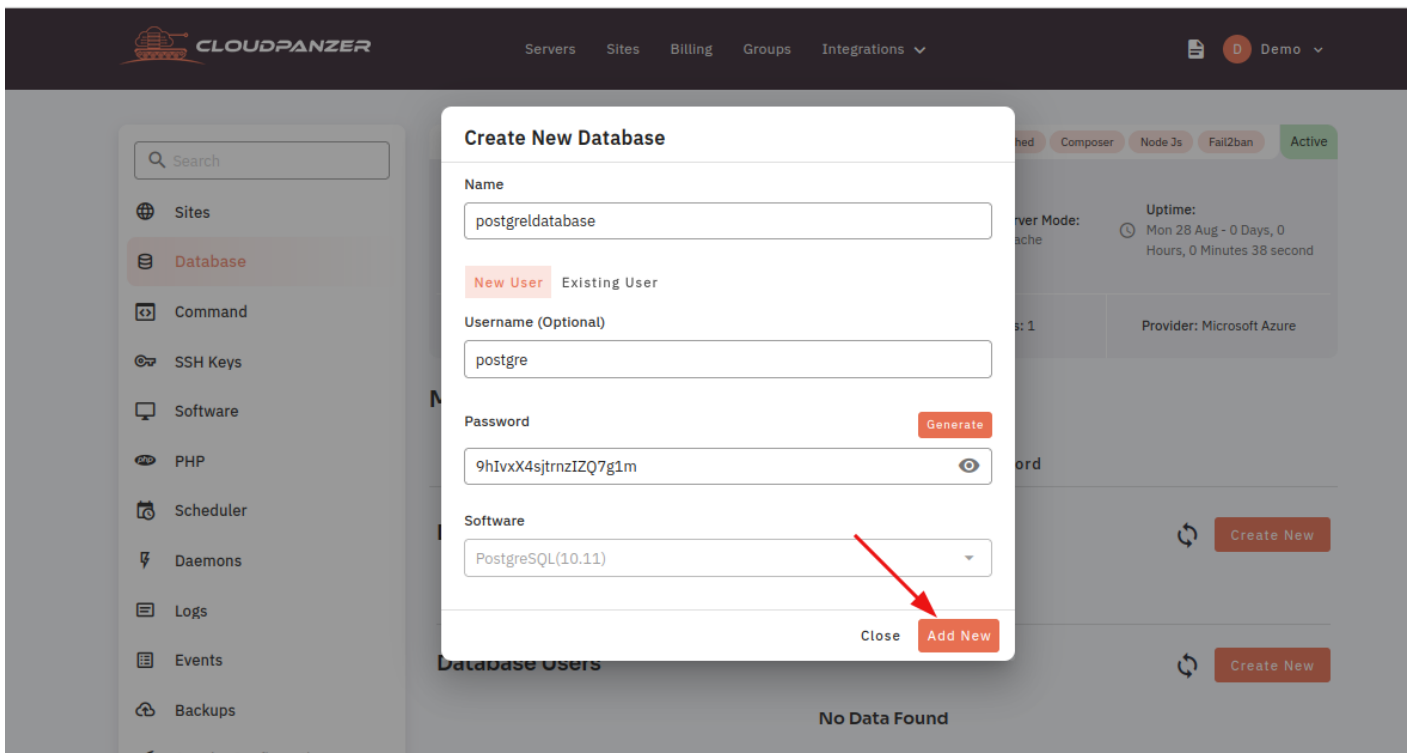 CLOUDPANZER
Servers Sites Billing Groups Integrations
D Demo
Search
Sites
Database
Command
SSH Keys
Software
php PHP
Scheduler
Daemons
Logs
Events
Backups
Create New Database
Name
postgreldatabase
New User Existing User
Username (Optional)
postgre
Password
Generate
9hIvxX4sjtrnzIZQ7g1m
Software
PostgreSQL(10.11)
Close Add New
Composer Node Js Fail2ban Active
Mode:
Uptime:
Mon 28 Aug - 0 Days, 0
Hours, 0 Minutes 38 second
1
Provider: Microsoft Azure
Create New
Database Users
Create New
No Data Found